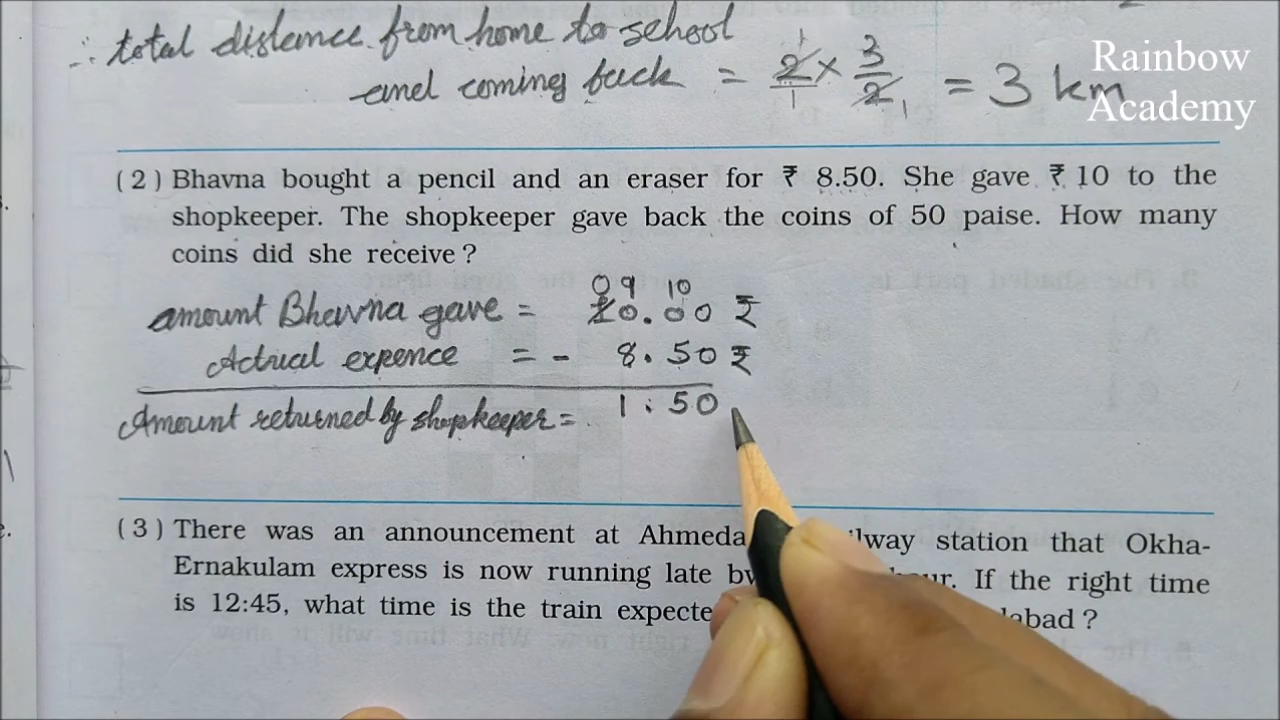 ∴ total distance from home to school
and coming back = 2/1 × 3/2 = 3 km
1
1
Rainbow
Academy
(2) Bhavna bought a pencil and an eraser for ₹ 8.50. She gave ₹ 10 to the
shopkeeper. The shopkeeper gave back the coins of 50 paise. How many
coins did she receive ?
0 9 10
amount Bhavna gave = 10.00 ₹
Actual expence = - 8.50 ₹
Amount returned by shopkeeper = 1.50
(3) There was an announcement at Ahmeda lway station that Okha-
Ernakulam express is now running late by our. If the right time
is 12:45, what time is the train expecte abad ?